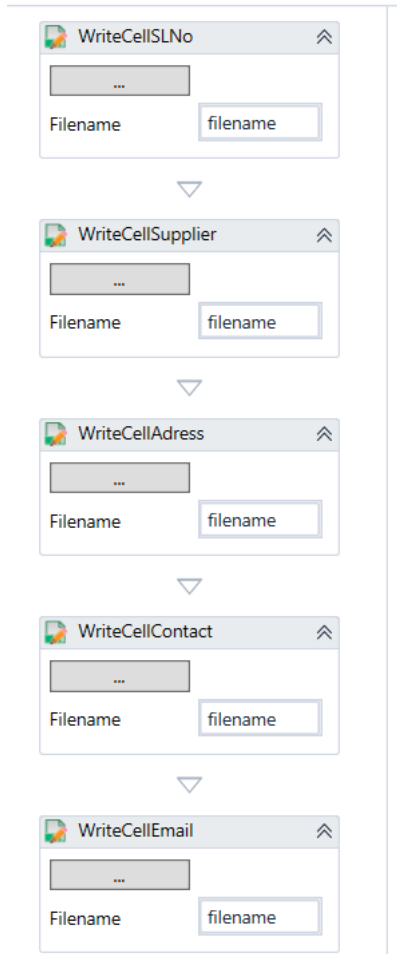 WriteCellSLNo
...
Filename filename
WriteCellSupplier
...
Filename filename
WriteCellAdress
...
Filename filename
WriteCellContact
...
Filename filename
WriteCellEmail
...
Filename filename